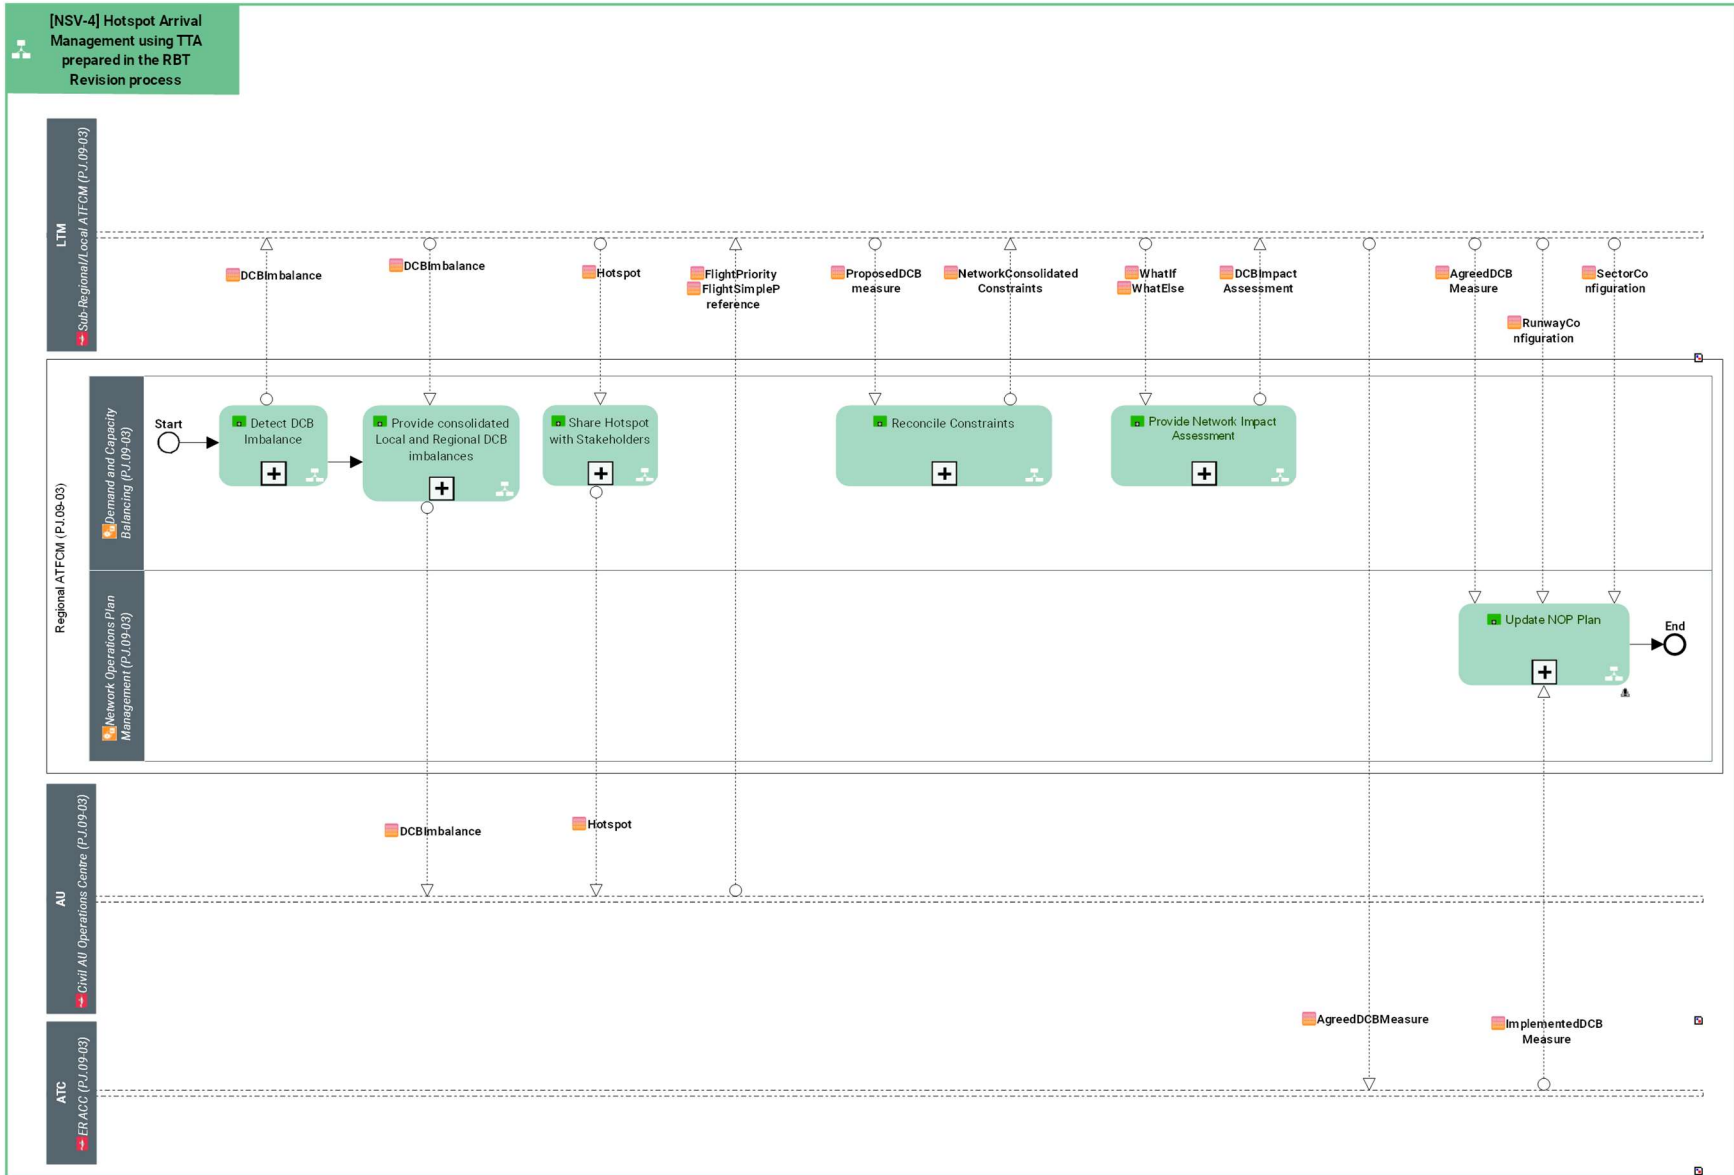 [NSV-4] Hotspot Arrival
Management using TTA
prepared in the RBT
Revision process
LTM
Sub-Regional/Local ATFCM (PJ.09-03)
DCBImbalance
DCBImbalance
Hotspot
FlightPriority
FlightSimpleP
reference
ProposedDCB
measure
NetworkConsolidated
Constraints
WhatIf
WhatElse
DCBImpact
Assessment
AgreedDCB
Measure
RunwayCo
nfiguration
SectorCo
nfiguration
Regional ATFCM (PJ.09-03)
Demand and Capacity
Balancing (PJ.09-03)
Start
Detect DCB
Imbalance
Provide consolidated
Local and Regional DCB
imbalances
Share Hotspot
with Stakeholders
Reconcile Constraints
Provide Network Impact
Assessment
Network Operations Plan
Management (PJ.09-03)
Update NOP Plan
End
AU
Civil AU Operations Centre (PJ.09-03)
DCBImbalance
Hotspot
ATC
ER ACC (PJ.09-03)
AgreedDCBMeasure
ImplementedDCB
Measure